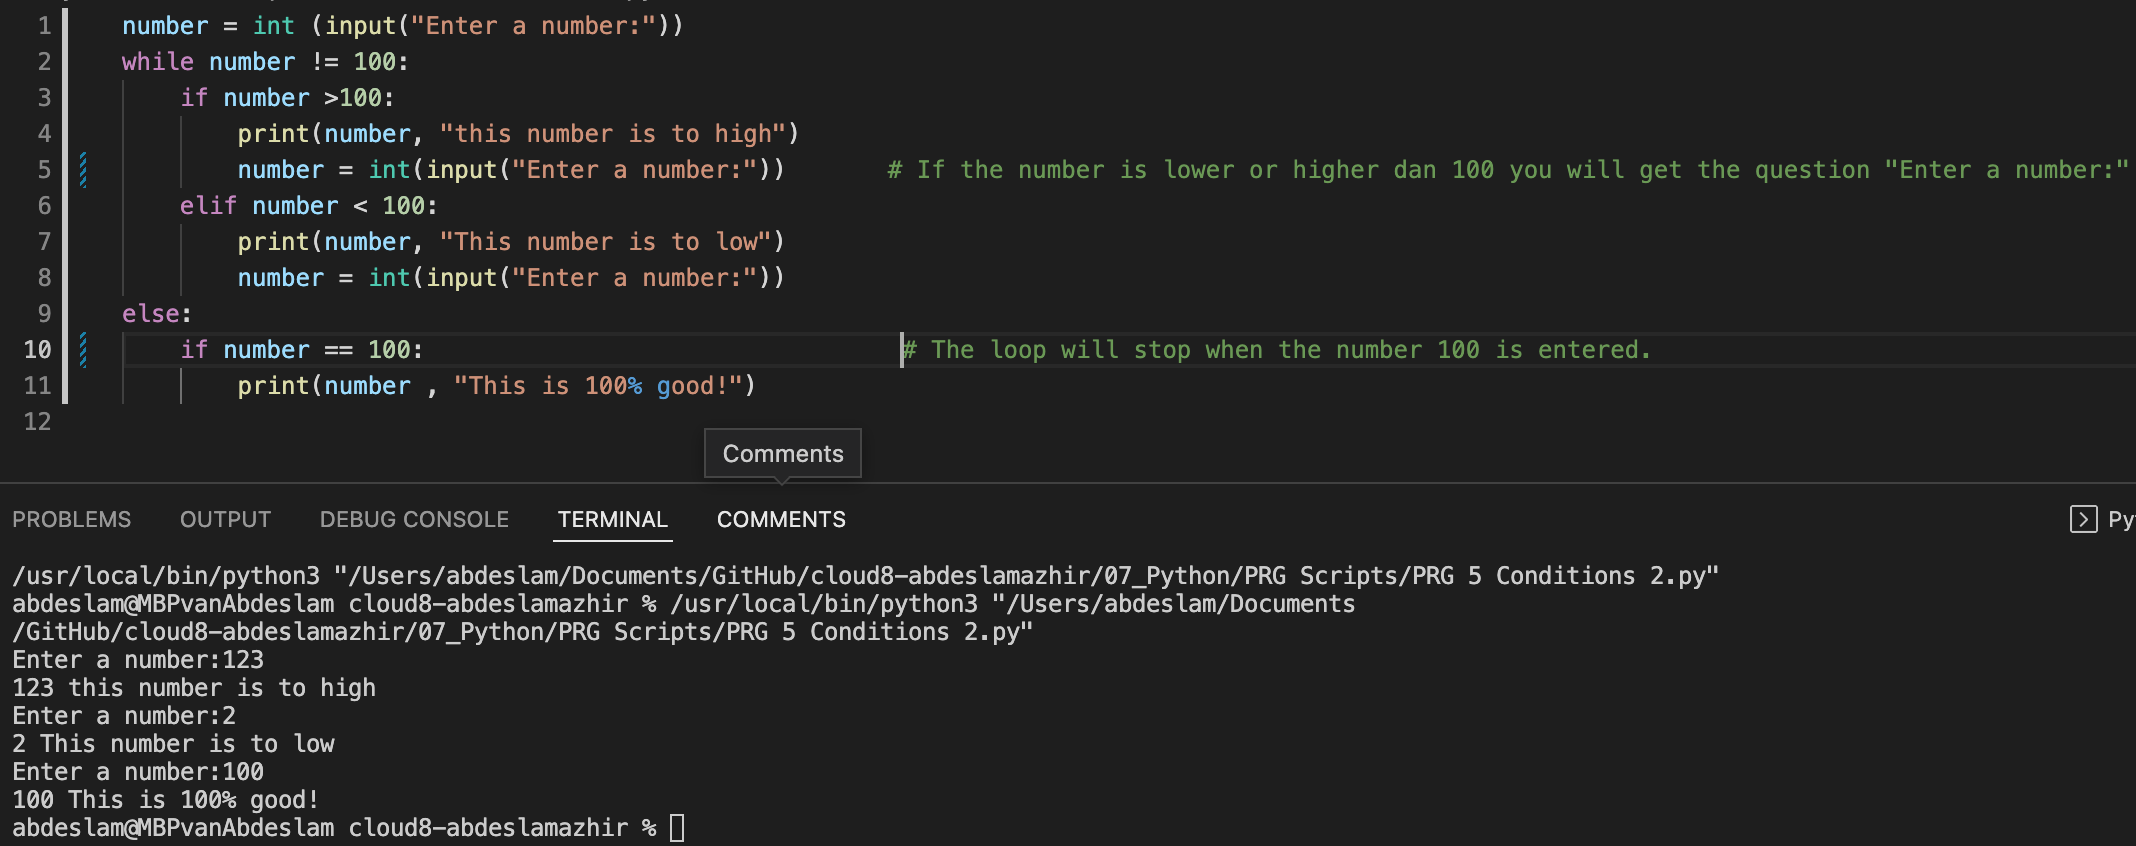 1 number = int (input("Enter a number:"))
2 while number != 100:
3 if number >100:
4 print(number, "this number is to high")
5 number = int(input("Enter a number:")) # If the number is lower or higher dan 100 you will get the question "Enter a number:"
6 elif number < 100:
7 print(number, "This number is to low")
8 number = int(input("Enter a number:"))
9 else:
10 if number == 100: # The loop will stop when the number 100 is entered.
11 print(number , "This is 100% good!")
12
Comments
PROBLEMS OUTPUT DEBUG CONSOLE TERMINAL COMMENTS
/usr/local/bin/python3 "/Users/abdeslam/Documents/GitHub/cloud8-abdeslamazhir/07_Python/PRG Scripts/PRG 5 Conditions 2.py"
abdeslam@MBPvanAbdeslam cloud8-abdeslamazhir % /usr/local/bin/python3 "/Users/abdeslam/Documents
/GitHub/cloud8-abdeslamazhir/07_Python/PRG Scripts/PRG 5 Conditions 2.py"
Enter a number:123
123 this number is to high
Enter a number:2
2 This number is to low
Enter a number:100
100 This is 100% good!
abdeslam@MBPvanAbdeslam cloud8-abdeslamazhir %